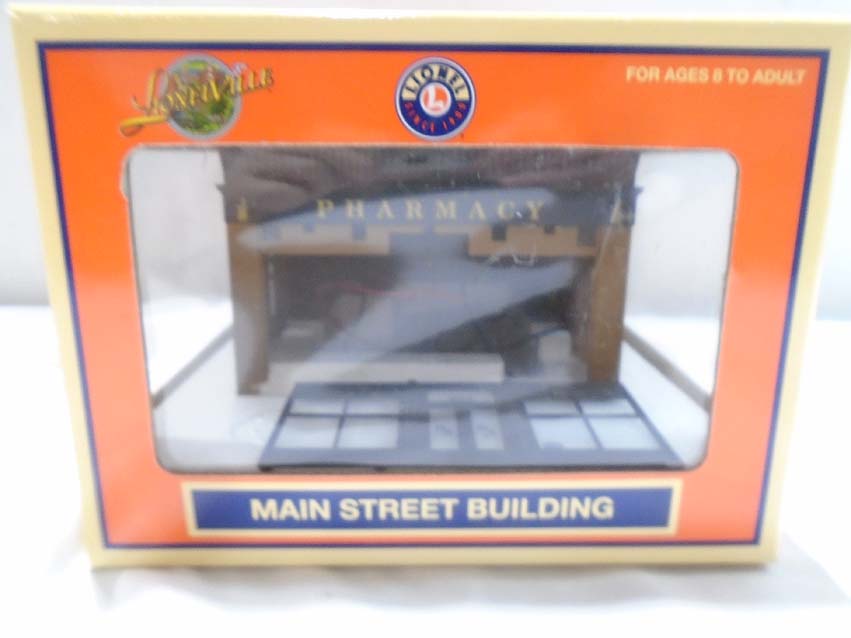 LIONELVILLE
LIONEL
L
SINCE 1900
FOR AGES 8 TO ADULT
PHARMACY
MAIN STREET BUILDING